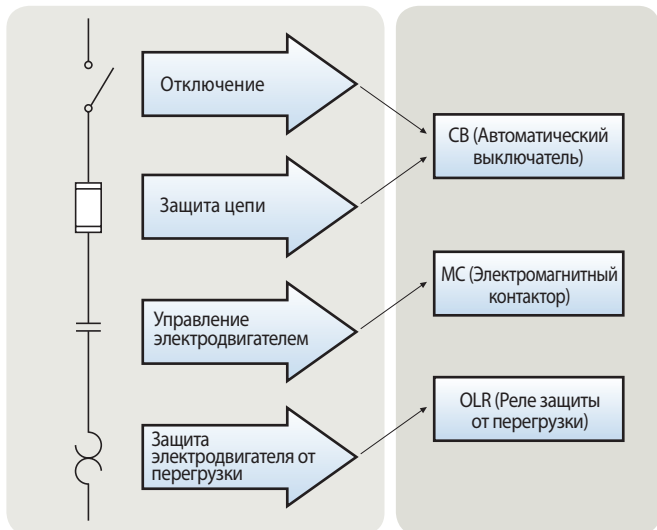 Отключение
Защита цепи
Управление
электродвигателем
Защита
электродвигателя от
перегрузки
CB (Автоматический
выключатель)
MC (Электромагнитный
контактор)
OLR (Реле защиты
от перегрузки)